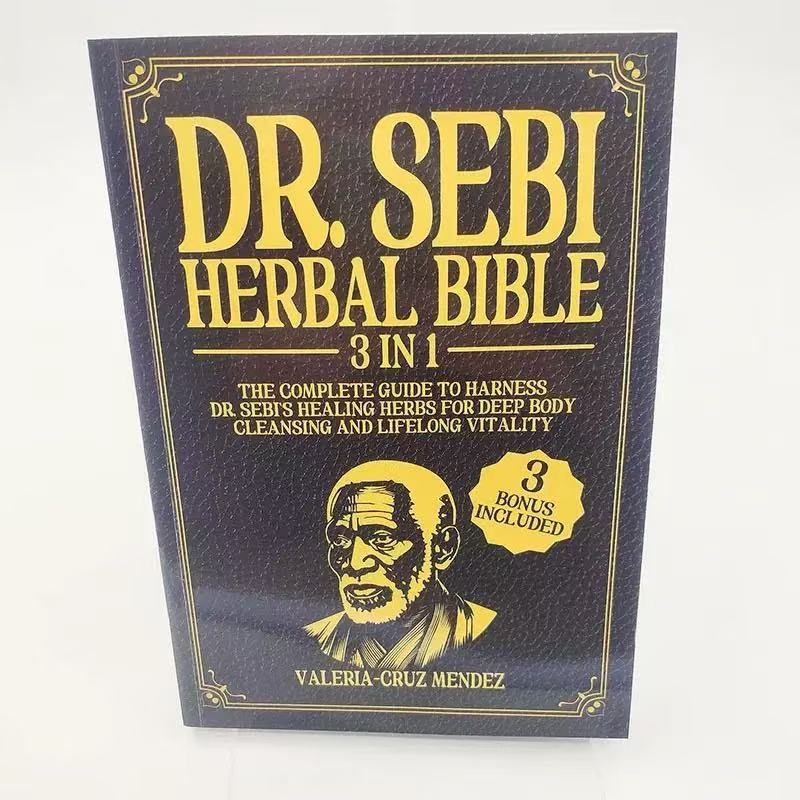 DR. SEBI
HERBAL BIBLE
3 IN 1
THE COMPLETE GUIDE TO HARNESS
DR. SEBI'S HEALING HERBS FOR DEEP BODY
CLEANSING AND LIFELONG VITALITY
3
BONUS
INCLUDED
VALERIA-CRUZ MENDEZ